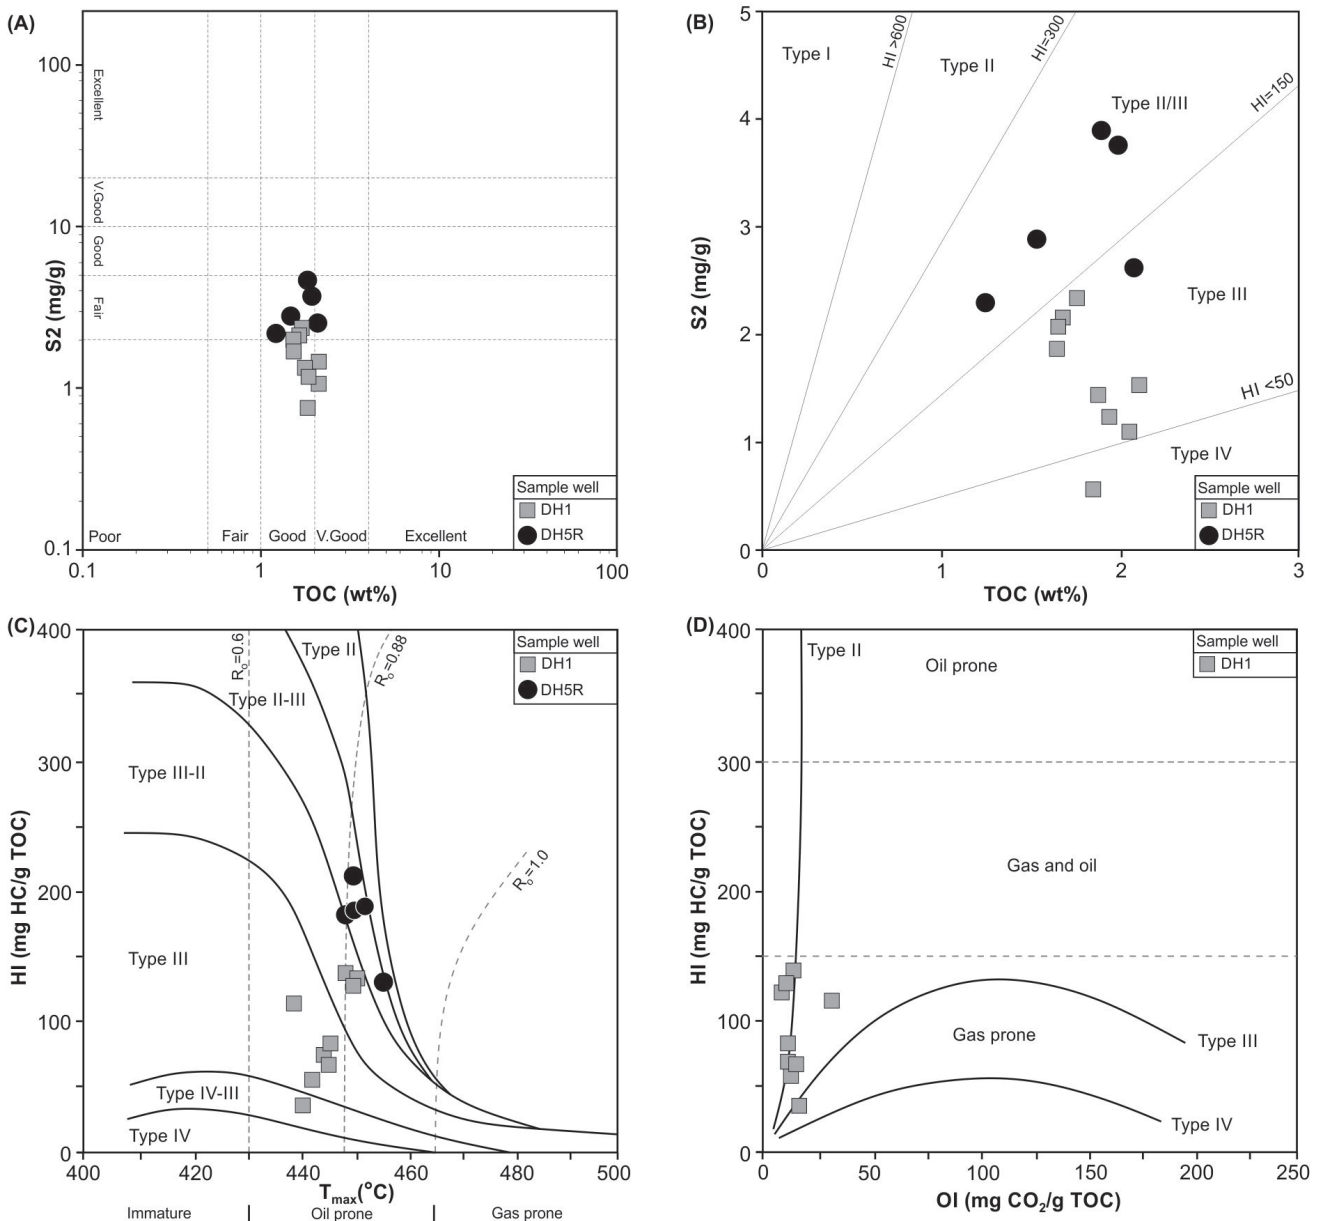 (A)
100
10
1
0.1
S2 (mg/g)
Excellent
V.Good
Good
Fair
Poor
Fair
Good
V.Good
Excellent
Sample well
DH1
DH5R
0.1
1
10
100
TOC (wt%)
(B)
5
4
3
2
1
0
S2 (mg/g)
Type I
HI >600
Type II
HI=300
Type II/III
HI=150
Type III
HI <50
Type IV
Sample well
DH1
DH5R
0
1
2
3
TOC (wt%)
(C)
400
300
200
100
0
HI (mg HC/g TOC)
Ro=0.6
Type II
Ro=0.88
Type II-III
Type III-II
Ro=1.0
Type III
Type IV-III
Type IV
Sample well
DH1
DH5R
400
420
440
460
480
500
Tmax(°C)
Immature
Oil prone
Gas prone
(D)
400
300
200
100
0
HI (mg HC/g TOC)
Type II
Oil prone
Sample well
DH1
Gas and oil
Gas prone
Type III
Type IV
0
50
100
150
200
250
OI (mg CO₂/g TOC)